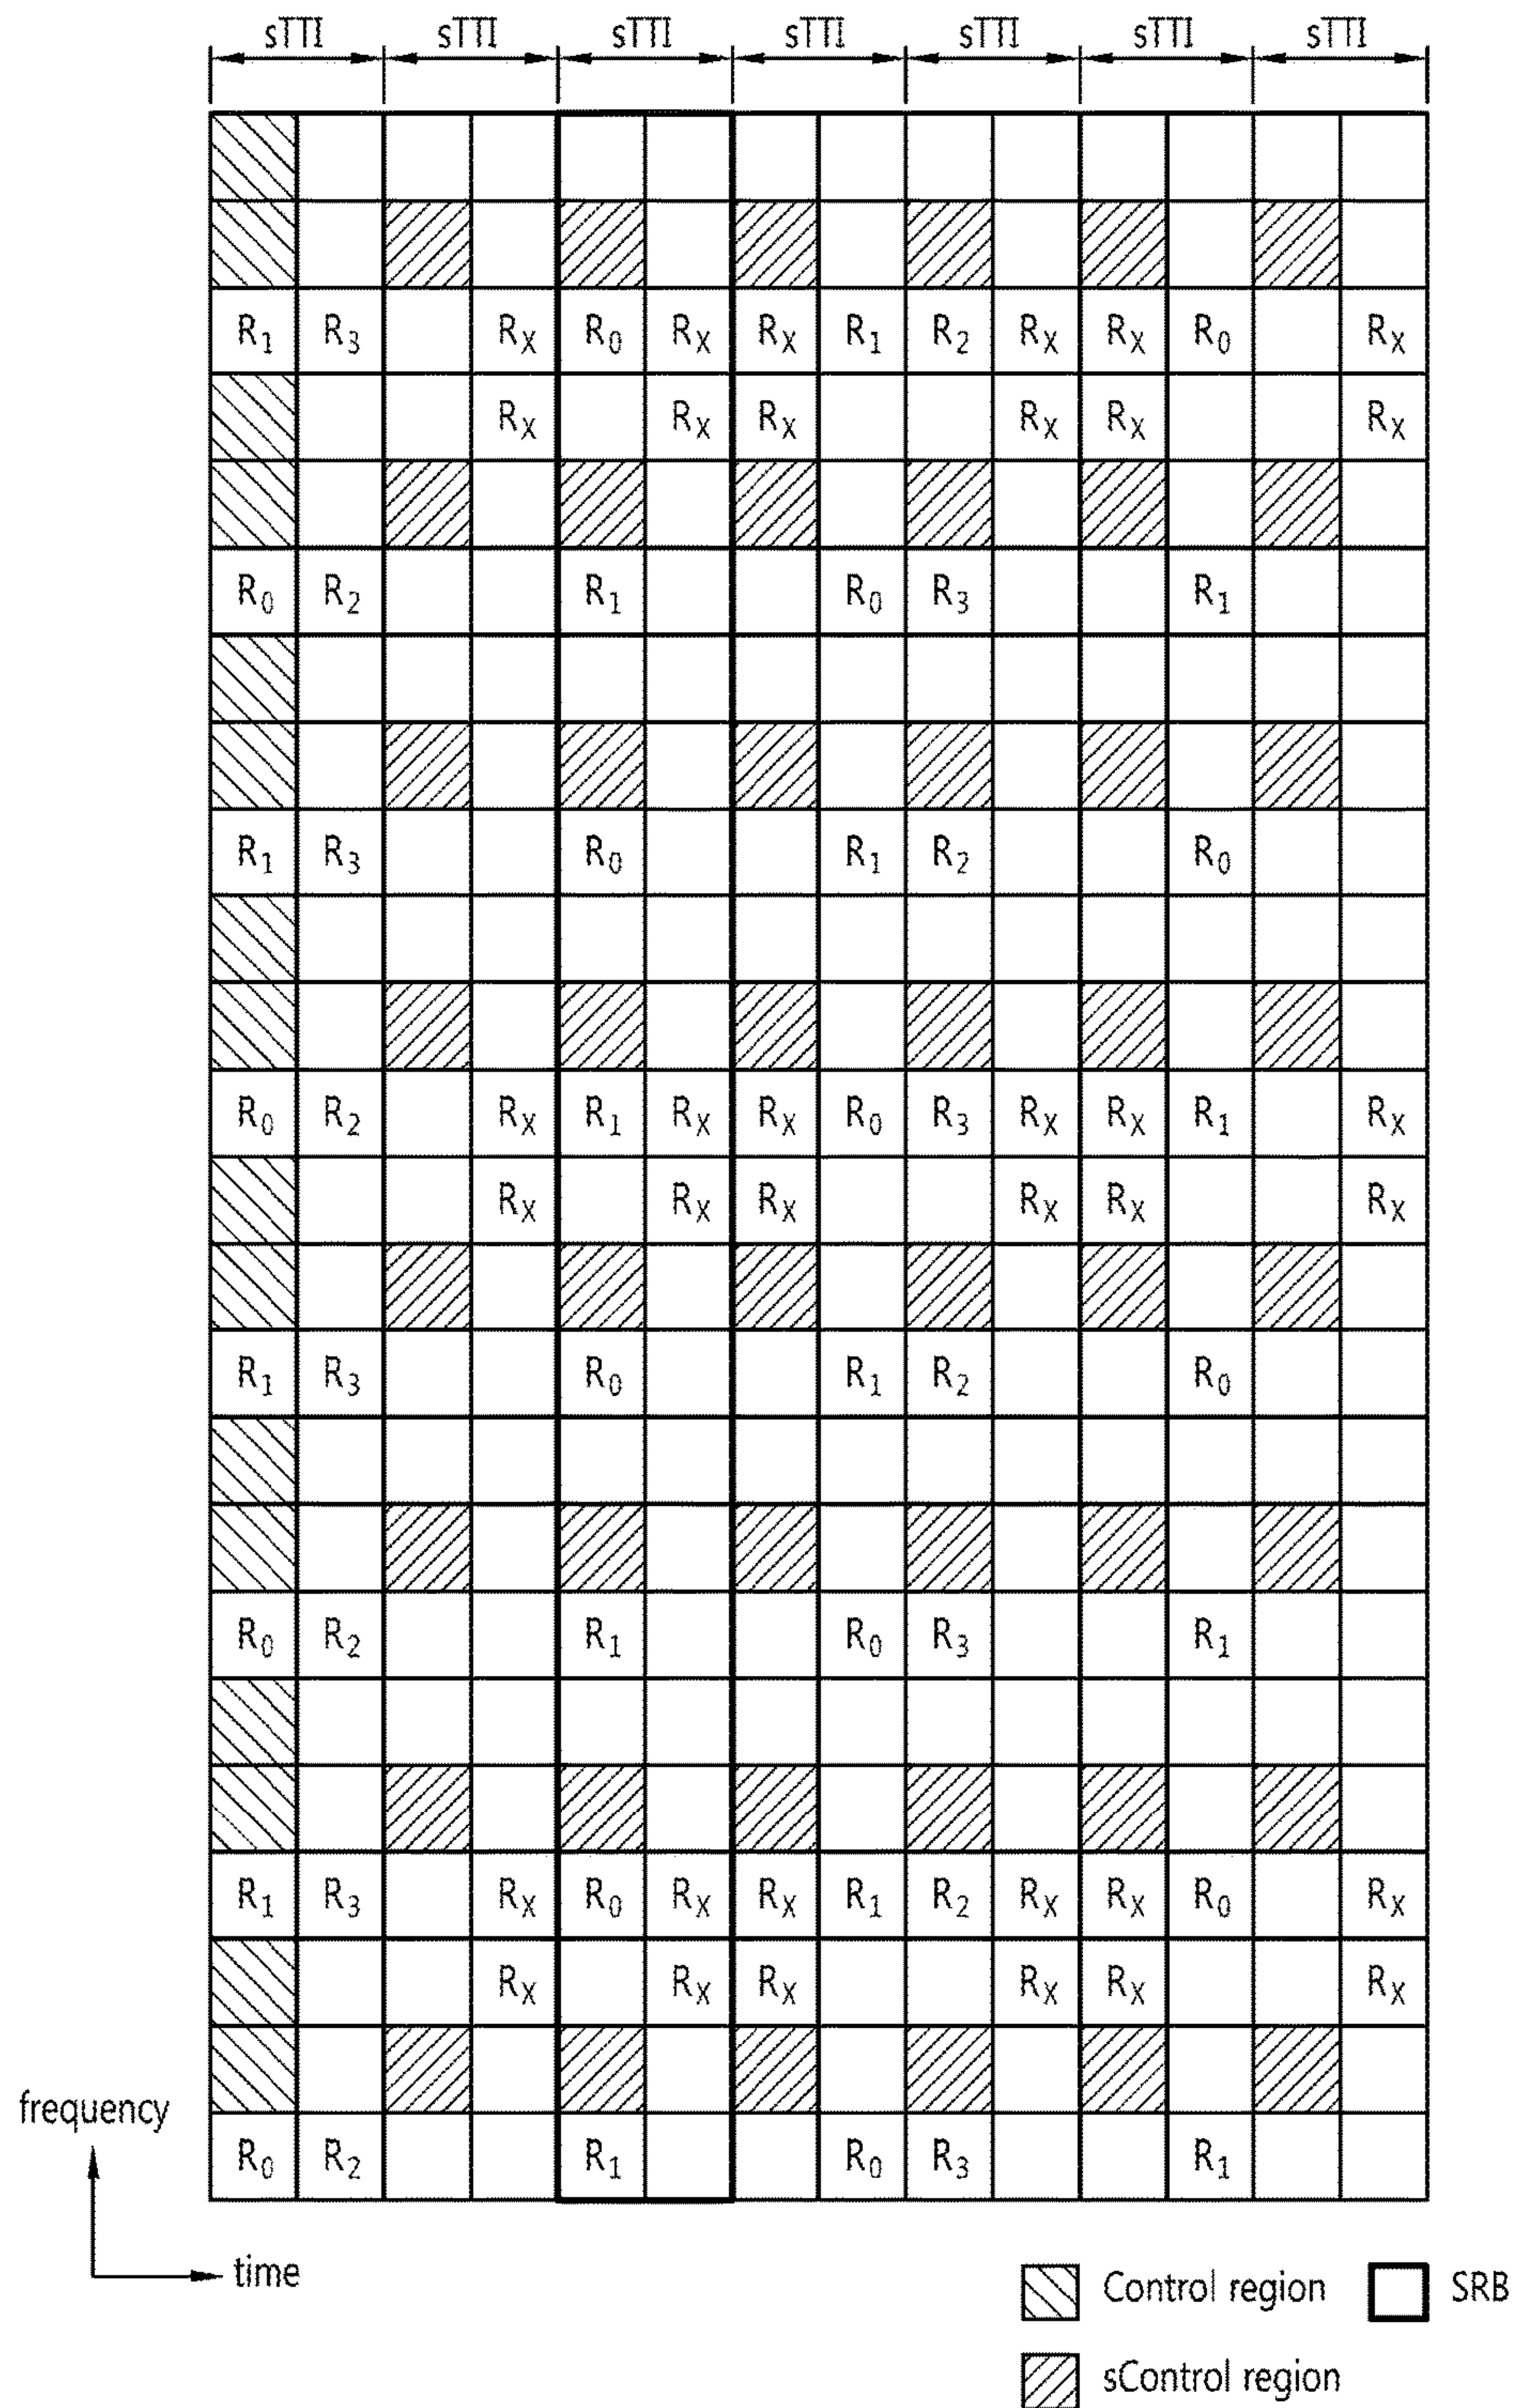 sTTI sTTI sTTI sTTI sTTI sTTI sTTI
R1 R3 RX R0 RX RX R1 R2 RX RX R0 RX
RX RX RX RX RX RX
R0 R2 R1 R0 R3 R1
R1 R3 R0 R1 R2 R0
R0 R2 RX R1 RX RX R0 R3 RX RX R1 RX
RX RX RX RX RX RX
R1 R3 R0 R1 R2 R0
R0 R2 R1 R0 R3 R1
R1 R3 RX R0 RX RX R1 R2 RX RX R0 RX
RX RX RX RX RX RX
R0 R2 R1 R0 R3 R1
frequency
time
Control region SRB
sControl region